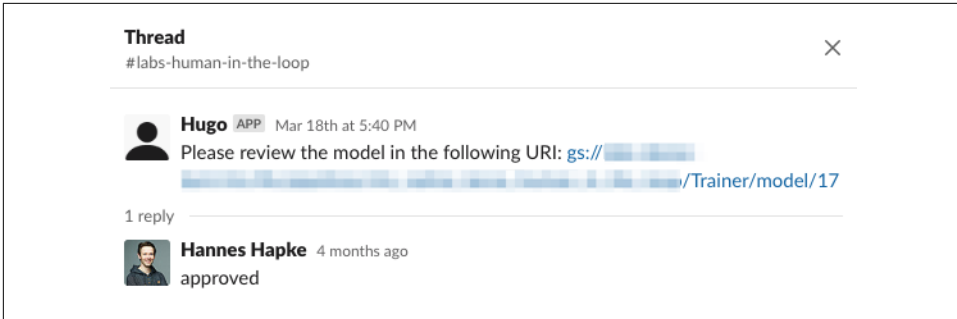 Thread
#labs-human-in-the-loop
Hugo APP Mar 18th at 5:40 PM
Please review the model in the following URI: gs://
/Trainer/model/17
1 reply
Hannes Hapke 4 months ago
approved